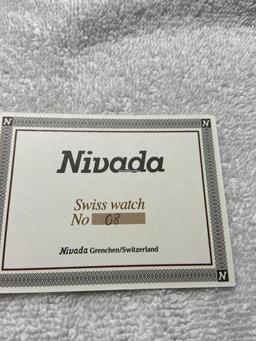 N N
Nivada
Swiss watch
No 08
Nivada Grenchen/Switzerland
N